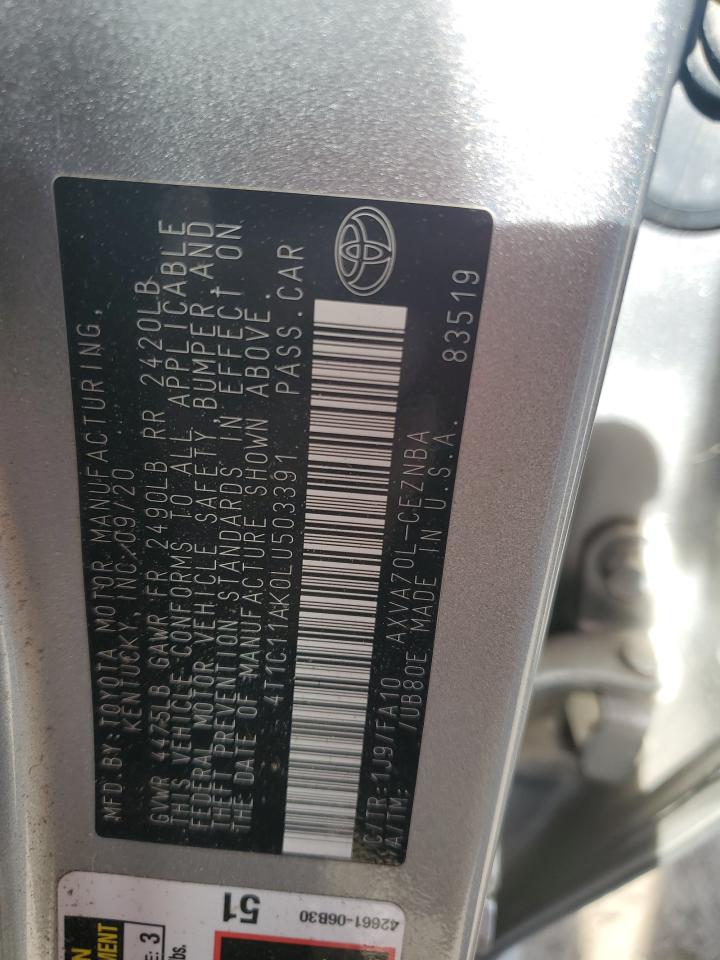 MFD.BY: TOYOTA MOTOR MANUFACTURING,
KENTUCKY, INC. 09/20
GVWR 4475LB GAWR FR 2490LB RR 2420LB
THIS VEHICLE CONFORMS TO ALL APPLICABLE
FEDERAL MOTOR VEHICLE SAFETY, BUMPER, AND
THEFT PREVENTION STANDARDS IN EFFECT ON
THE DATE OF MANUFACTURE SHOWN ABOVE.
4T1C11AK0LU503391 PASS.CAR
C/TR:1J9/FA10 AXVA70L-CEZNBA
A/TM: /UB80E MADE IN U.S.A. 83519
51
42661-06B30
: 3
bs.